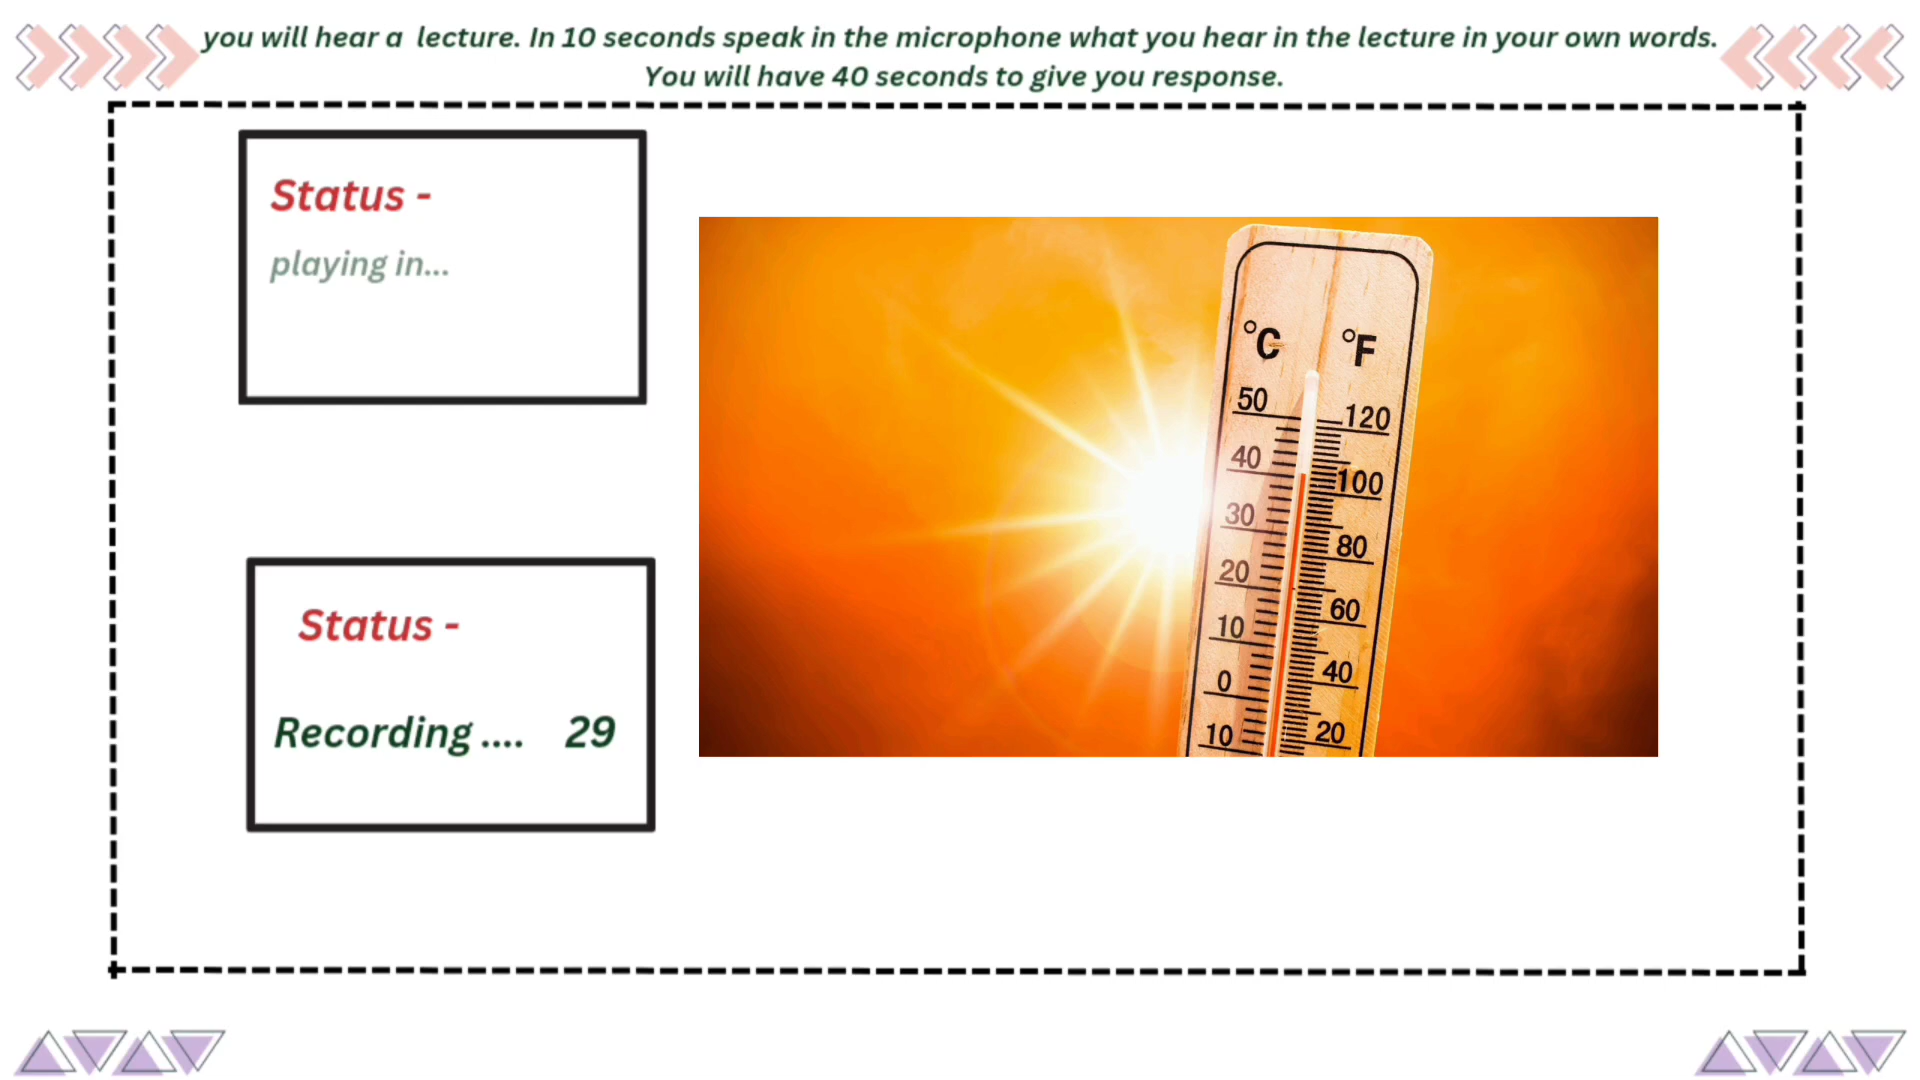 you will hear a lecture. In 10 seconds speak in the microphone what you hear in the lecture in your own words.
You will have 40 seconds to give you response.
Status -
playing in...
Status -
Recording .... 29
°C °F
50 120
40 100
30 80
20 60
10 40
0 20
10